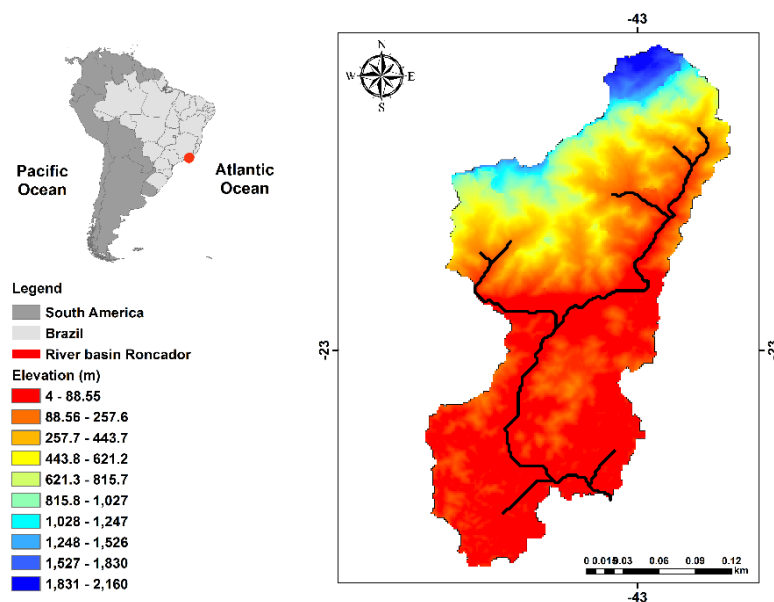 Pacific
Ocean
Atlantic
Ocean
Legend
South America
Brazil
River basin Roncador
Elevation (m)
4 - 88.55
88.56 - 257.6
257.7 - 443.7
443.8 - 621.2
621.3 - 815.7
815.8 - 1,027
1,028 - 1,247
1,248 - 1,526
1,527 - 1,830
1,831 - 2,160
-43
N
W E
S
-23
-23
0 0.03 0.06 0.09 0.12
km
-43